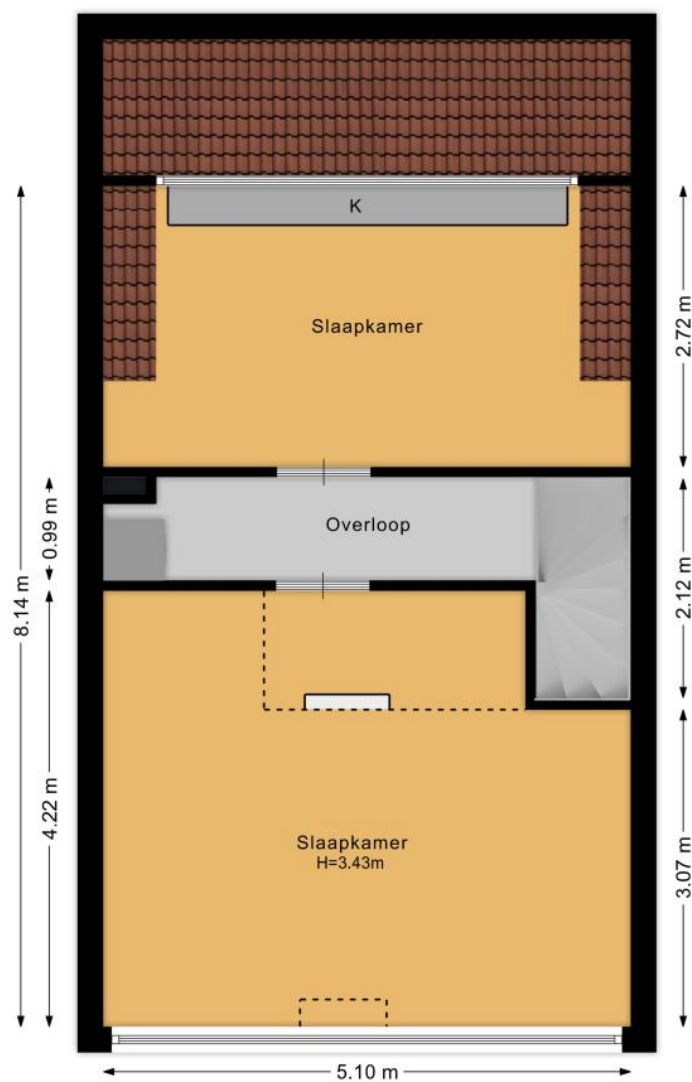 K
Slaapkamer
2.72 m
Overloop
0.99 m
8.14 m
2.12 m
4.22 m
Slaapkamer
H=3.43m
3.07 m
5.10 m